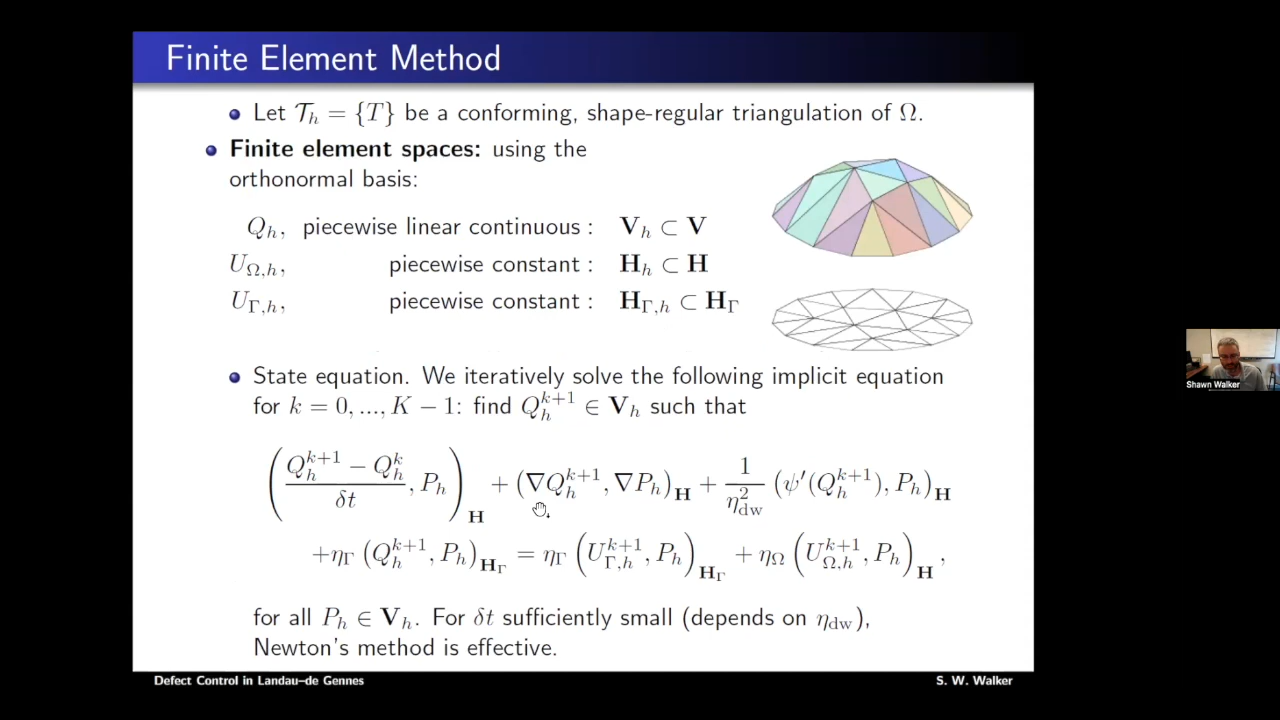 Finite Element Method
Let 𝒯_h = {T} be a conforming, shape-regular triangulation of Ω.
Finite element spaces: using the
orthonormal basis:
Q_h, piecewise linear continuous : V_h ⊂ V
U_{Ω,h}, piecewise constant : H_h ⊂ H
U_{Γ,h}, piecewise constant : H_{Γ,h} ⊂ H_Γ
State equation. We iteratively solve the following implicit equation
for k = 0, ..., K − 1: find Q_h^{k+1} ∈ V_h such that
((Q_h^{k+1} − Q_h^k)/δt, P_h)_H + (∇Q_h^{k+1}, ∇P_h)_H + 1/η_dw^2 (ψ′(Q_h^{k+1}), P_h)_H
+η_Γ (Q_h^{k+1}, P_h)_{H_Γ} = η_Γ (U_{Γ,h}^{k+1}, P_h)_{H_Γ} + η_Ω (U_{Ω,h}^{k+1}, P_h)_H ,
for all P_h ∈ V_h. For δt sufficiently small (depends on η_dw),
Newton's method is effective.
Defect Control in Landau–de Gennes S. W. Walker
Shawn Walker